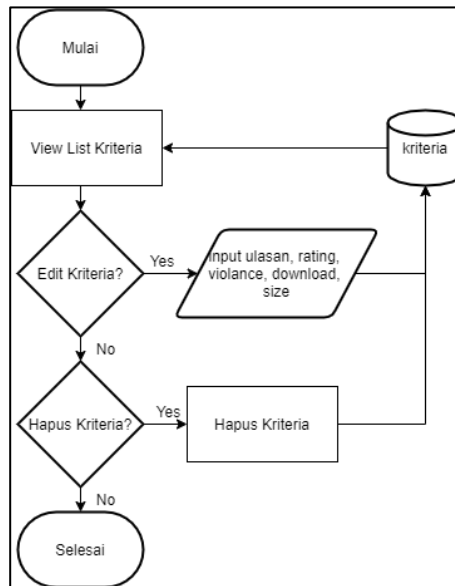 Mulai
View List Kriteria
kriteria
Edit Kriteria?
Yes
Input ulasan, rating,
violance, download,
size
No
Hapus Kriteria?
Yes
Hapus Kriteria
No
Selesai